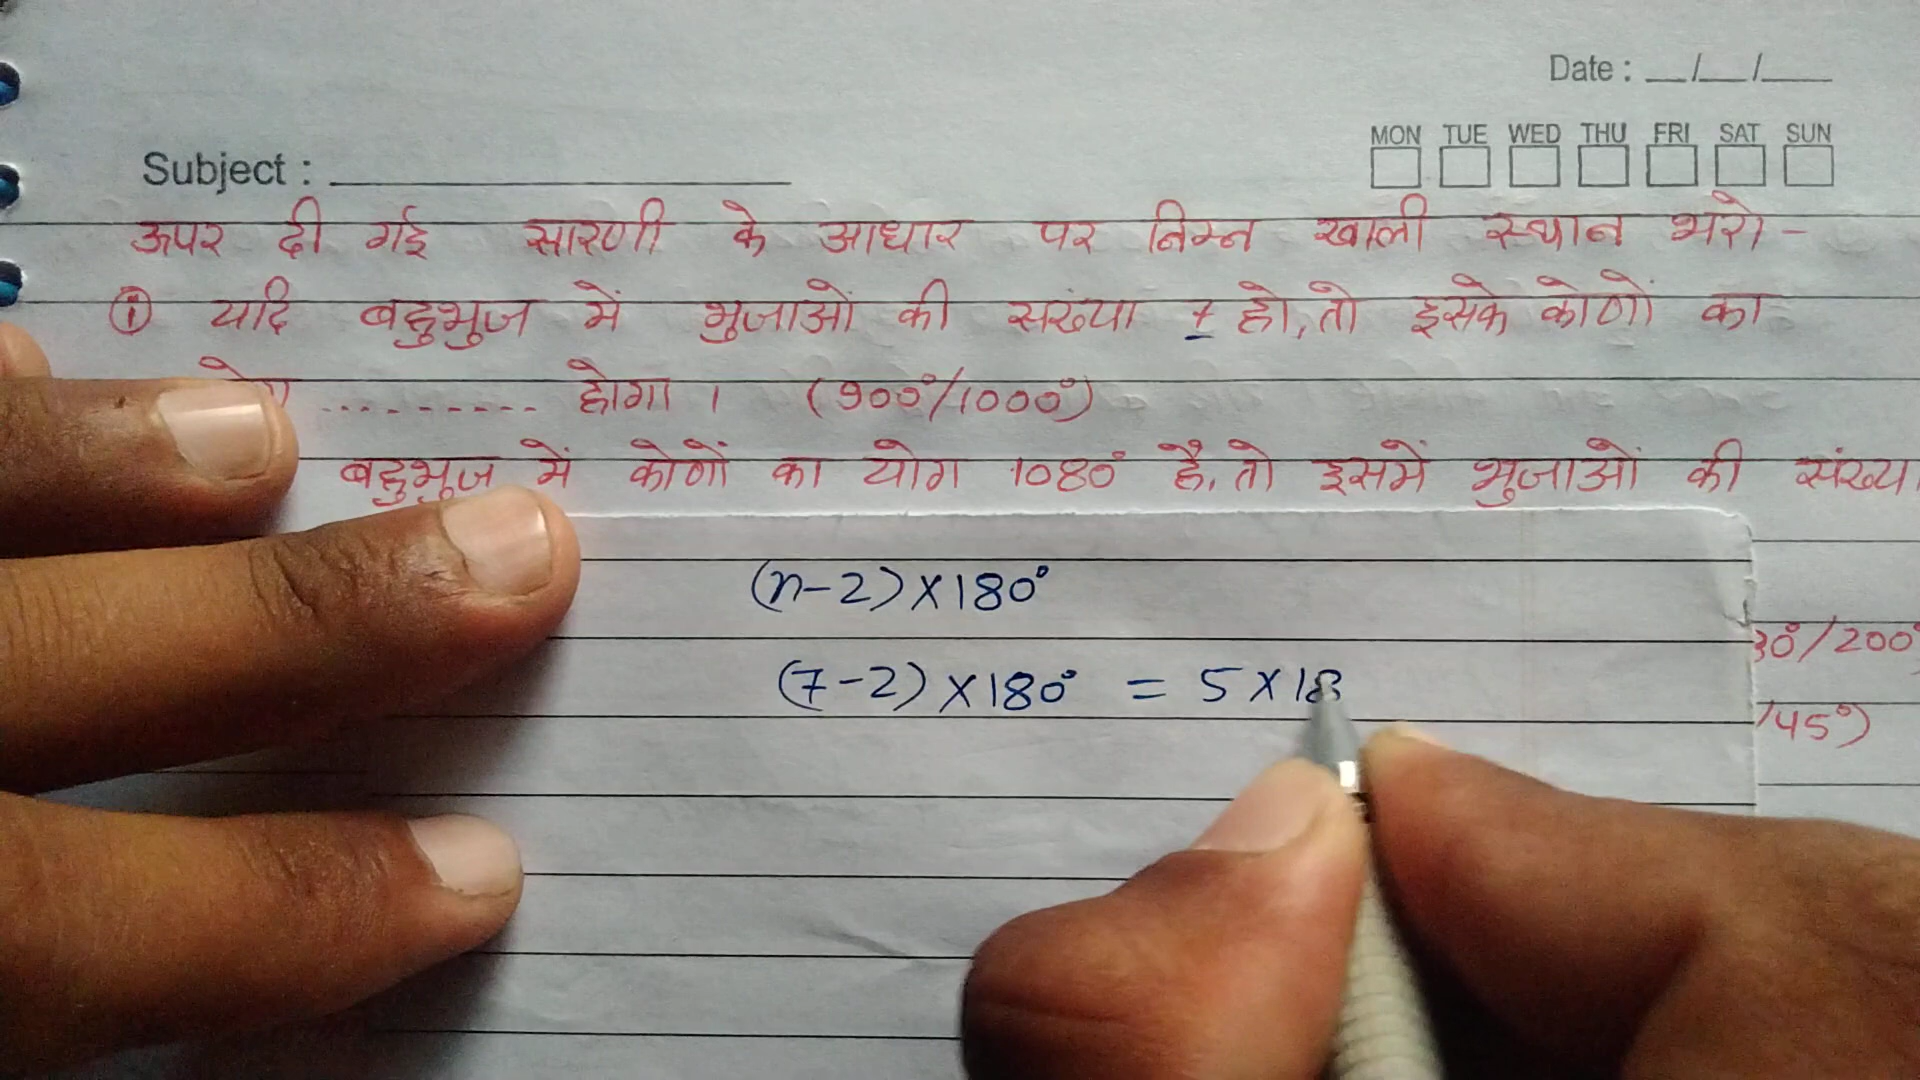 Date : __/__/____
MON TUE WED THU FRI SAT SUN
Subject :
ऊपर दी गई सारणी के आधार पर निम्न खाली स्थान भरो -
① यदि बहुभुज में भुजाओं की संख्या 7 हो, तो इसके कोणों का
.......... होगा । (900°/1000°)
बहुभुज में कोणों का योग 1080° है, तो इसमें भुजाओं की संख्या
(n-2)×180°
30°/200°
(7-2)×180° = 5×18
/45°)